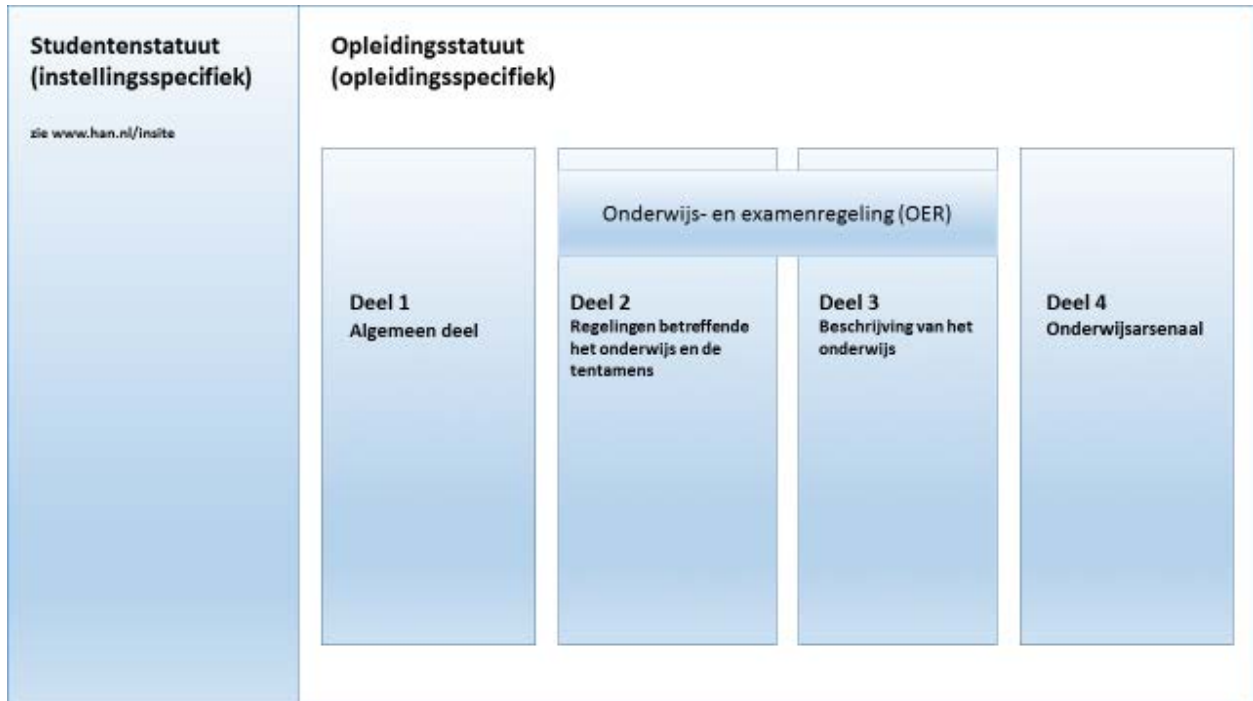 Studentenstatuut
(instellingsspecifiek)
zie www.han.nl/insite
Opleidingsstatuut
(opleidingsspecifiek)
Onderwijs- en examenregeling (OER)
Deel 1
Algemeen deel
Deel 2
Regelingen betreffende
het onderwijs en de
tentamens
Deel 3
Beschrijving van het
onderwijs
Deel 4
Onderwijsarsenaal